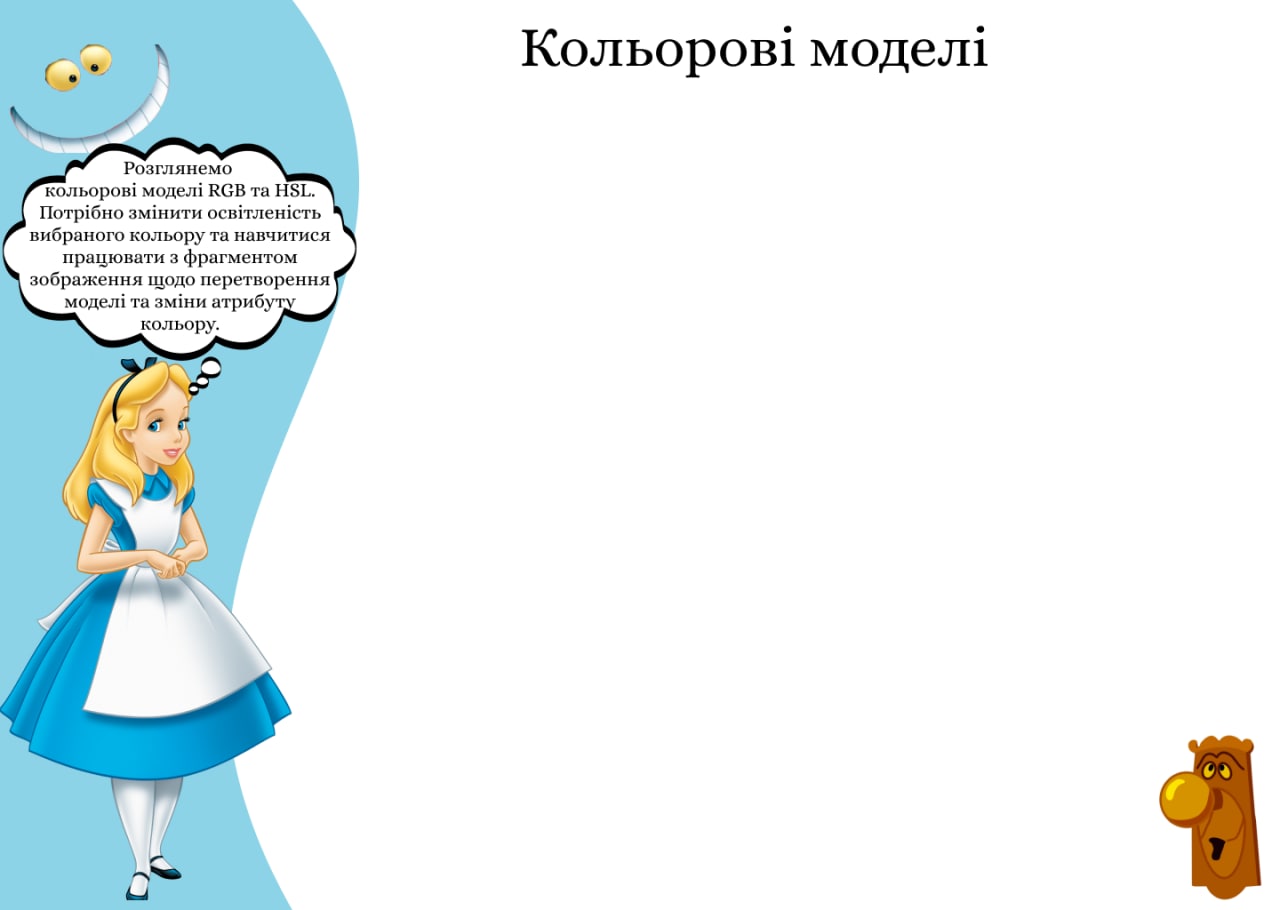 Кольорові моделі
Розглянемо
кольорові моделі RGB та HSL.
Потрібно змінити освітленість
вибраного кольору та навчитися
працювати з фрагментом
зображення щодо перетворення
моделі та зміни атрибуту
кольору.